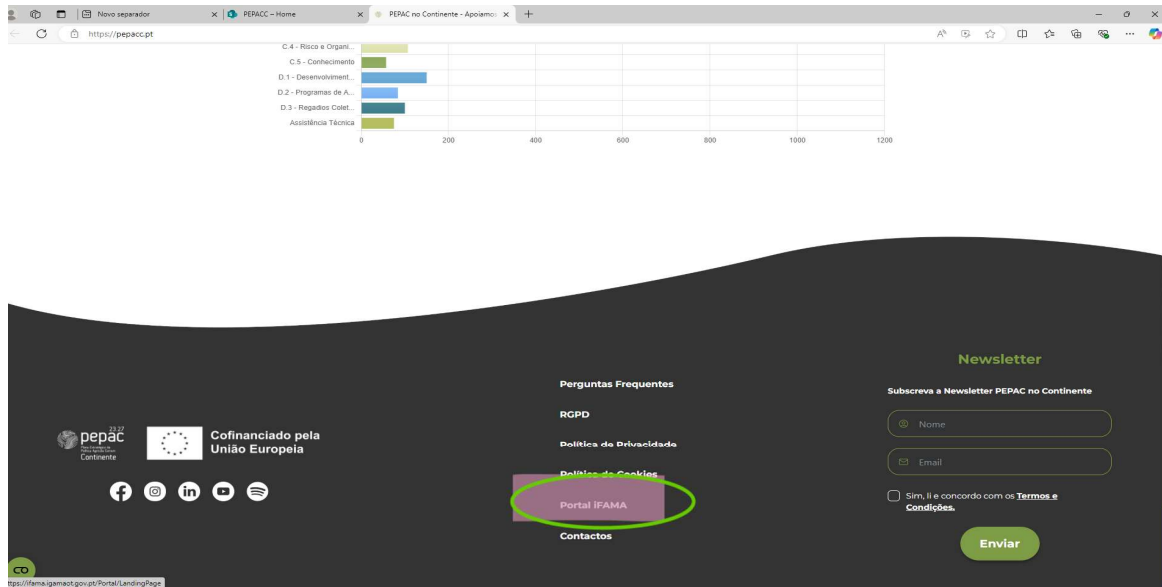 Novo separador
PEPACC – Home
PEPAC no Continente - Apoiamo
https://pepacc.pt
C.4 - Risco e Organi...
C.5 - Conhecimento
D.1 - Desenvolviment...
D.2 - Programas de A...
D.3 - Regadios Colet...
Assistência Técnica
0 200 400 600 800 1000 1200
Newsletter
Subscreva a Newsletter PEPAC no Continente
Nome
Email
Sim, li e concordo com os Termos e
Condições.
Enviar
Perguntas Frequentes
RGPD
Política de Privacidade
Política de Cookies
Portal iFAMA
Contactos
23.27
pepac
Continente
Cofinanciado pela
União Europeia
https://ifama.igamaot.gov.pt/Portal/LandingPage